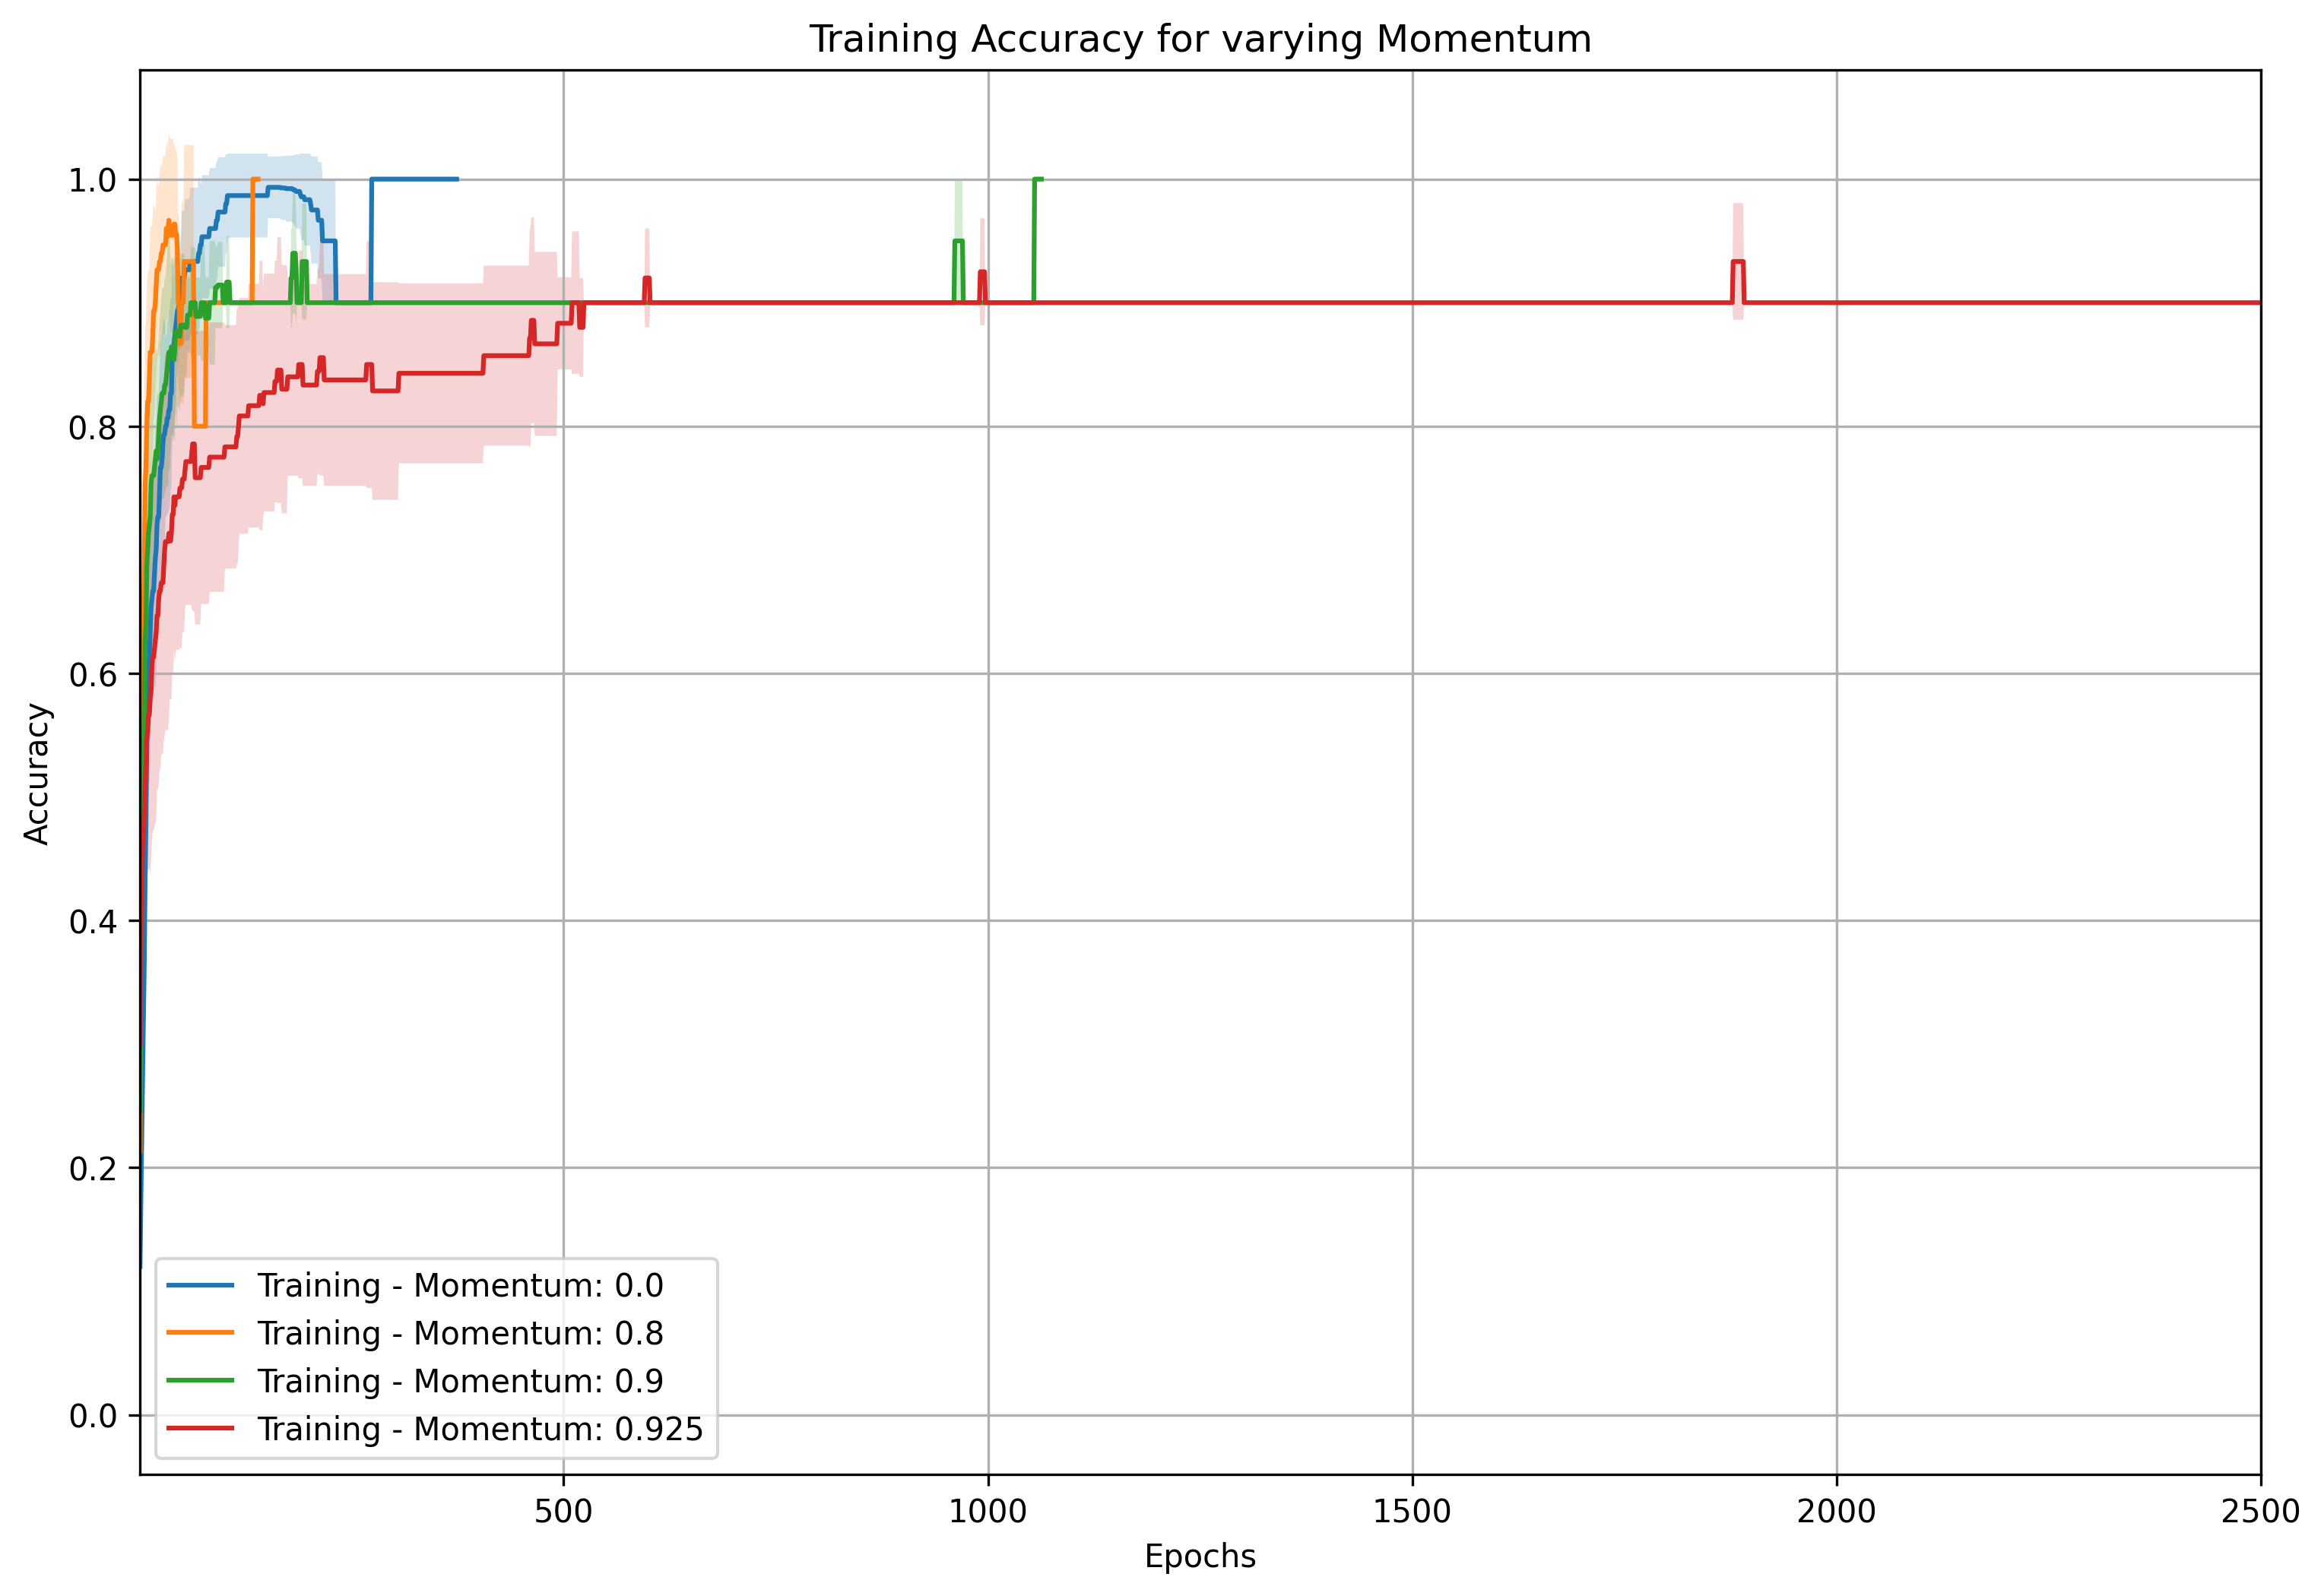 Training Accuracy for varying Momentum
1.0
0.8
0.6
0.4
0.2
0.0
Accuracy
Training - Momentum: 0.0
Training - Momentum: 0.8
Training - Momentum: 0.9
Training - Momentum: 0.925
500 1000 1500 2000 2500
Epochs